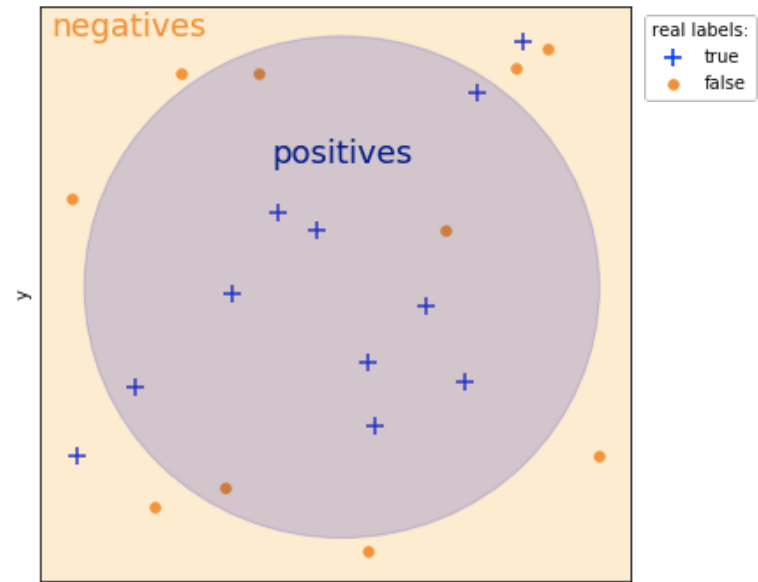 negatives
real labels:
true
false
positives
y